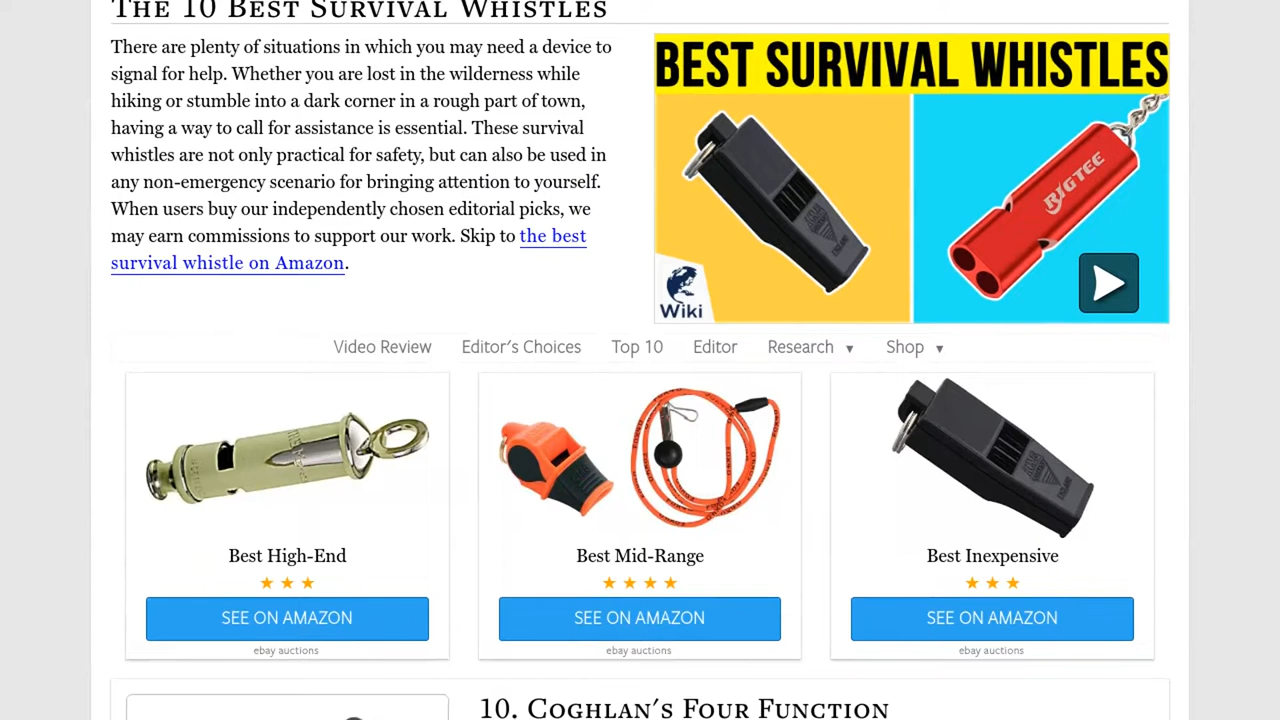 The 10 Best Survival Whistles
There are plenty of situations in which you may need a device to
signal for help. Whether you are lost in the wilderness while
hiking or stumble into a dark corner in a rough part of town,
having a way to call for assistance is essential. These survival
whistles are not only practical for safety, but can also be used in
any non-emergency scenario for bringing attention to yourself.
When users buy our independently chosen editorial picks, we
may earn commissions to support our work. Skip to the best
survival whistle on Amazon.
BEST SURVIVAL WHISTLES
RIGTEE
Wiki
Video Review Editor's Choices Top 10 Editor Research ▼ Shop ▼
Best High-End
SEE ON AMAZON
ebay auctions
Best Mid-Range
SEE ON AMAZON
ebay auctions
Best Inexpensive
SEE ON AMAZON
ebay auctions
10. Coghlan's Four Function